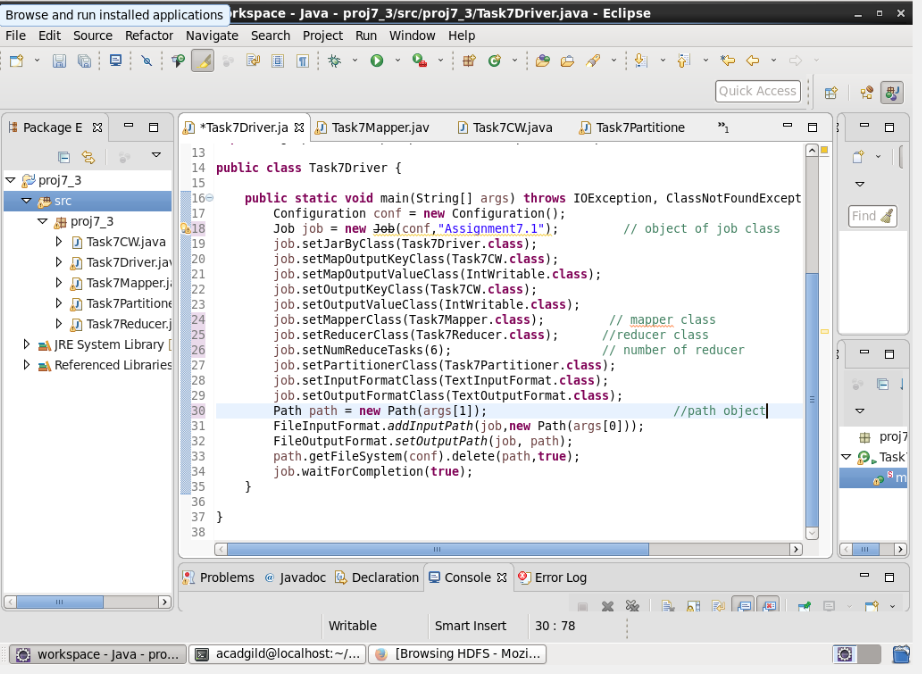 Browse and run installed applications
rkspace - Java - proj7_3/src/proj7_3/Task7Driver.java - Eclipse
File Edit Source Refactor Navigate Search Project Run Window Help
Quick Access
Package E
*Task7Driver.ja
Task7Mapper.jav
Task7CW.java
Task7Partitione
»1
proj7_3
src
proj7_3
Task7CW.java
Task7Driver.jav
Task7Mapper.j
Task7Partitione
Task7Reducer.j
JRE System Library [
Referenced Libraries
13
14 public class Task7Driver {
15
16 public static void main(String[] args) throws IOException, ClassNotFoundExcept
17 Configuration conf = new Configuration();
18 Job job = new Job(conf,"Assignment7.1"); // object of job class
19 job.setJarByClass(Task7Driver.class);
20 job.setMapOutputKeyClass(Task7CW.class);
21 job.setMapOutputValueClass(IntWritable.class);
22 job.setOutputKeyClass(Task7CW.class);
23 job.setOutputValueClass(IntWritable.class);
24 job.setMapperClass(Task7Mapper.class); // mapper class
25 job.setReducerClass(Task7Reducer.class); //reducer class
26 job.setNumReduceTasks(6); // number of reducer
27 job.setPartitionerClass(Task7Partitioner.class);
28 job.setInputFormatClass(TextInputFormat.class);
29 job.setOutputFormatClass(TextOutputFormat.class);
30 Path path = new Path(args[1]); //path object
31 FileInputFormat.addInputPath(job,new Path(args[0]));
32 FileOutputFormat.setOutputPath(job, path);
33 path.getFileSystem(conf).delete(path,true);
34 job.waitForCompletion(true);
35 }
36
37 }
38
Find
proj7
Task
m
Problems @ Javadoc Declaration Console Error Log
Writable Smart Insert 30 : 78
workspace - Java - pro...
acadgild@localhost:~/...
[Browsing HDFS - Mozi...